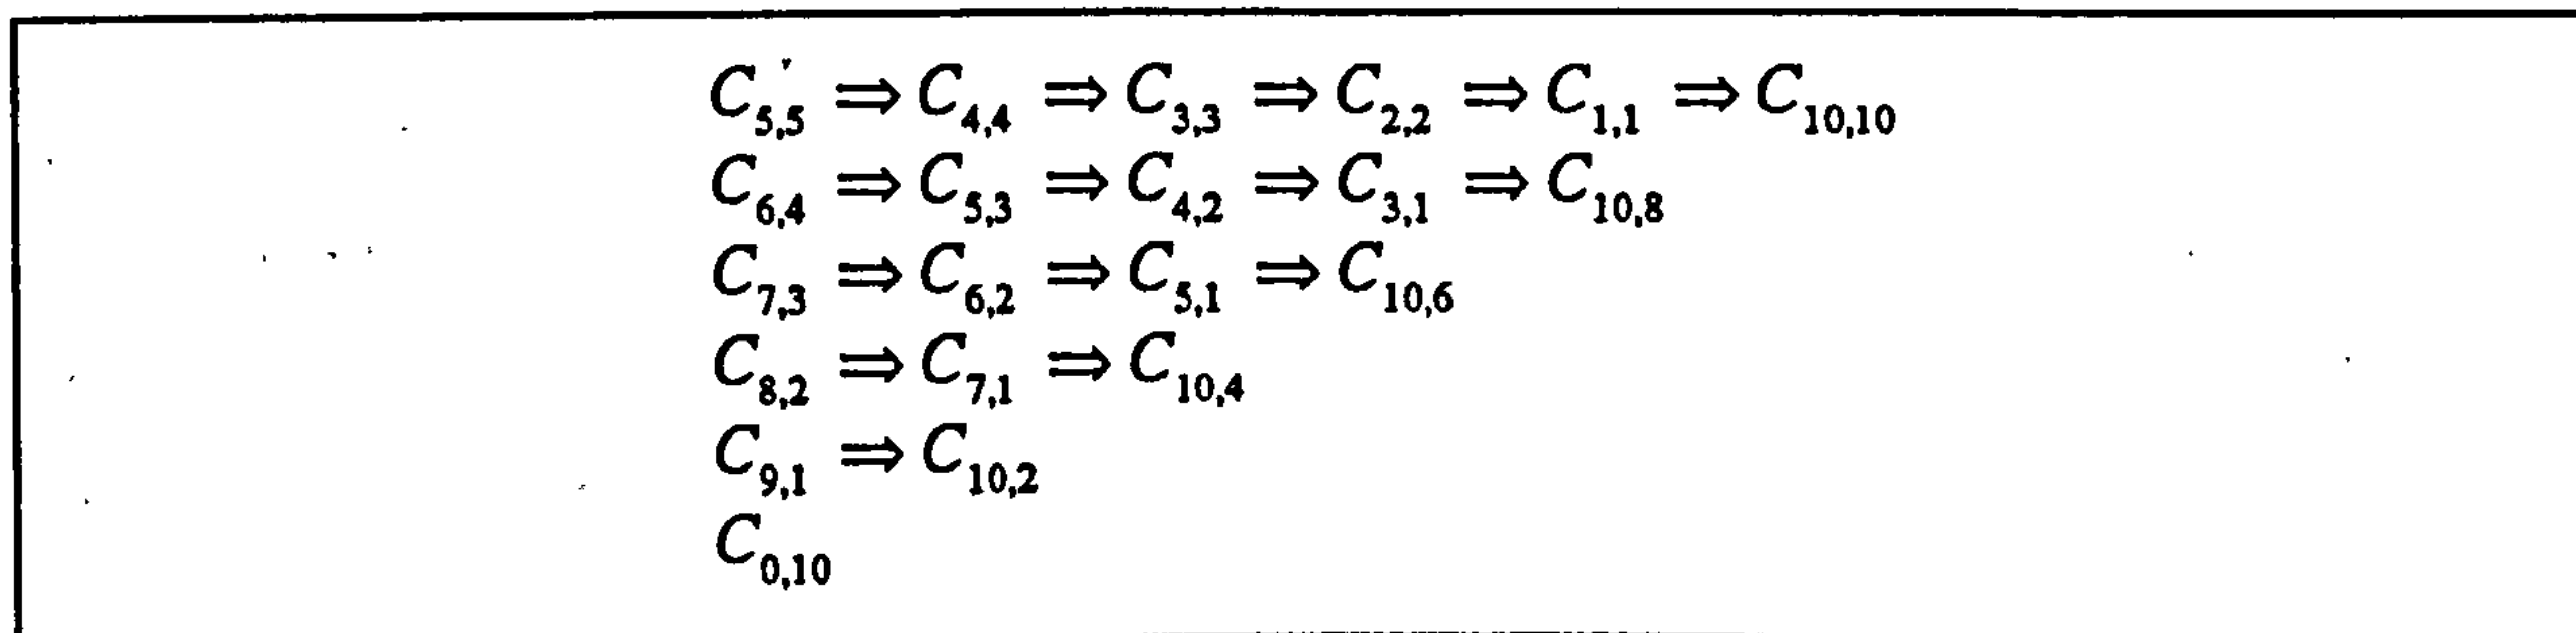 C5,5 ⇒ C4,4 ⇒ C3,3 ⇒ C2,2 ⇒ C1,1 ⇒ C10,10
C6,4 ⇒ C5,3 ⇒ C4,2 ⇒ C3,1 ⇒ C10,8
C7,3 ⇒ C6,2 ⇒ C5,1 ⇒ C10,6
C8,2 ⇒ C7,1 ⇒ C10,4
C9,1 ⇒ C10,2
C0,10